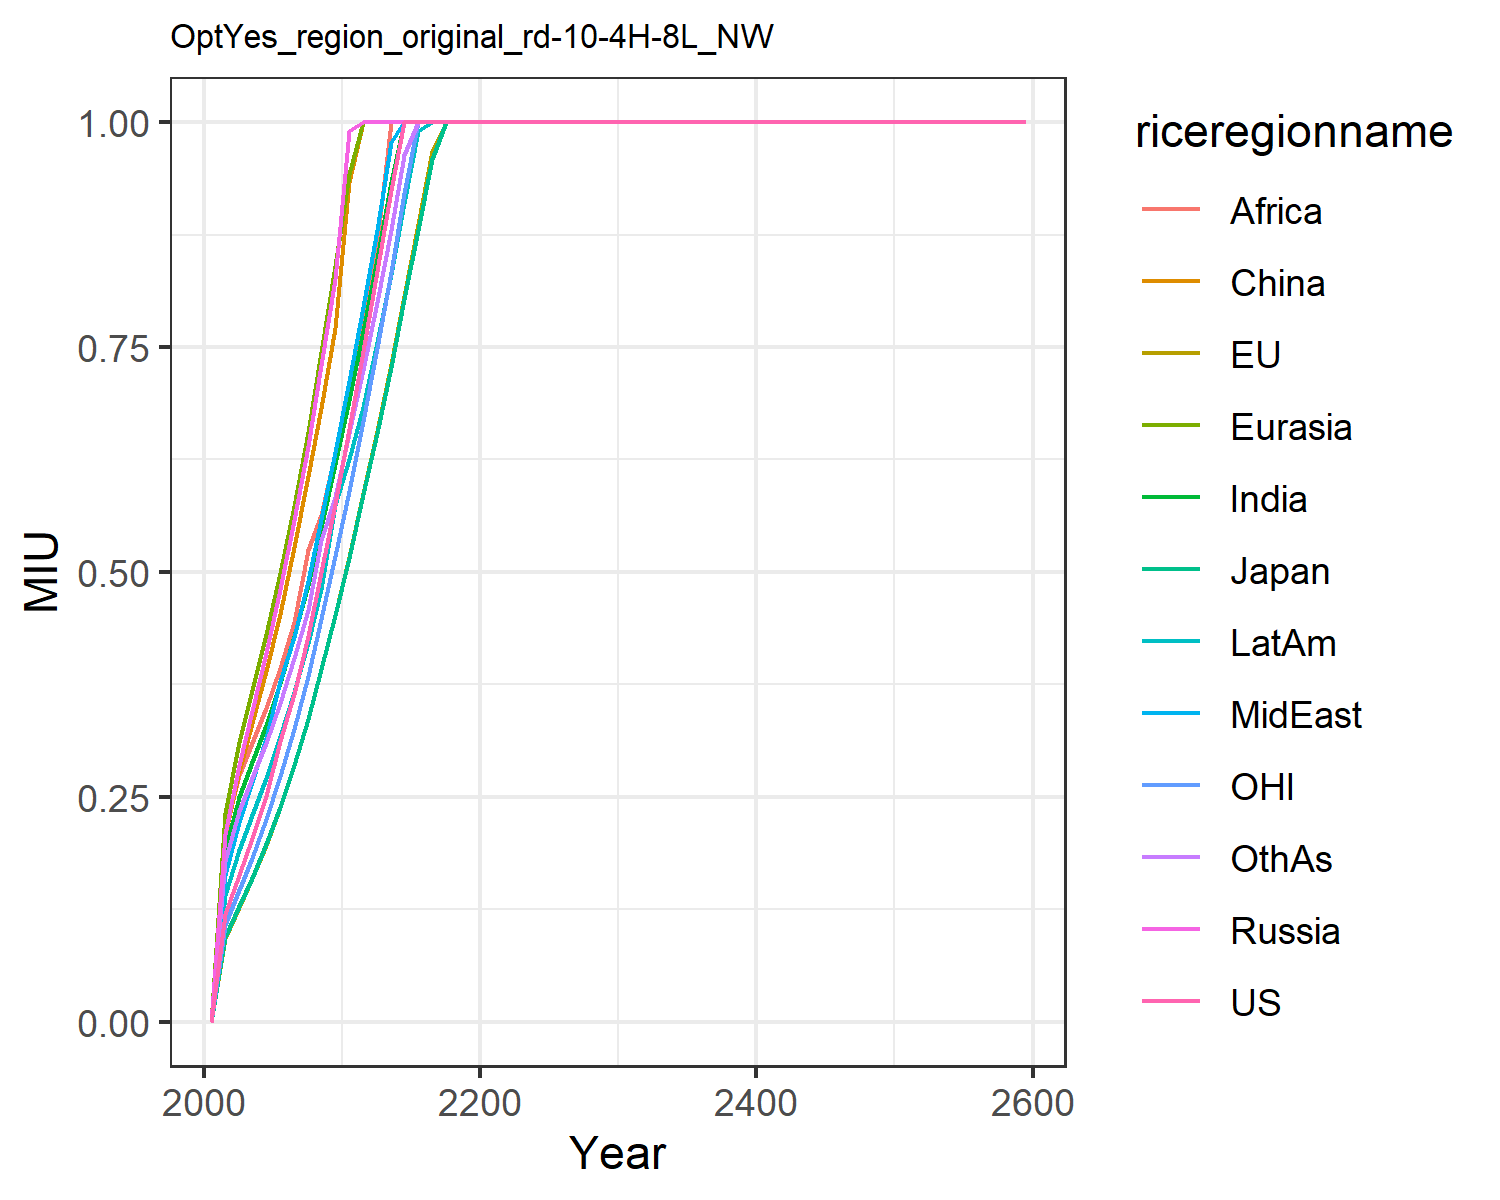 OptYes_region_original_rd-10-4H-8L_NW
1.00
0.75
0.50
0.25
0.00
MIU
2000 2200 2400 2600
Year
riceregionname
Africa
China
EU
Eurasia
India
Japan
LatAm
MidEast
OHI
OthAs
Russia
US